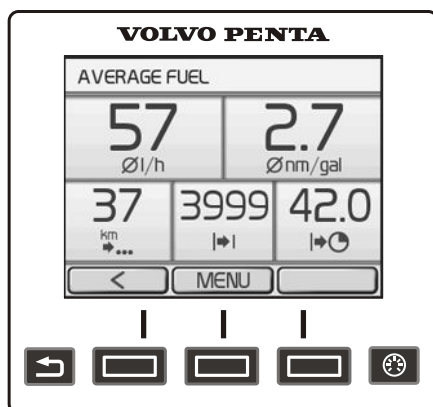 VOLVO PENTA
AVERAGE FUEL
57 2.7
Øl/h Ønm/gal
37 3999 42.0
km
< MENU